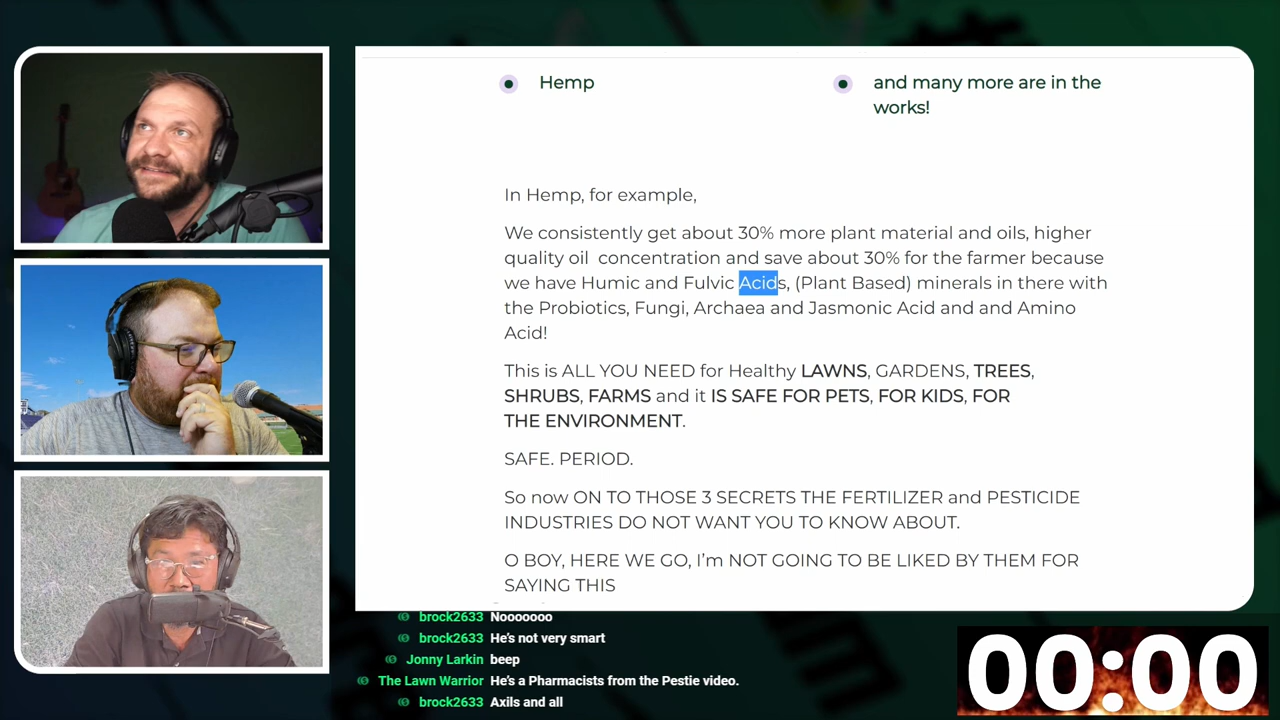 Hemp
and many more are in the
works!
In Hemp, for example,
We consistently get about 30% more plant material and oils, higher
quality oil concentration and save about 30% for the farmer because
we have Humic and Fulvic Acids, (Plant Based) minerals in there with
the Probiotics, Fungi, Archaea and Jasmonic Acid and and Amino
Acid!
This is ALL YOU NEED for Healthy LAWNS, GARDENS, TREES,
SHRUBS, FARMS and it IS SAFE FOR PETS, FOR KIDS, FOR
THE ENVIRONMENT.
SAFE. PERIOD.
So now ON TO THOSE 3 SECRETS THE FERTILIZER and PESTICIDE
INDUSTRIES DO NOT WANT YOU TO KNOW ABOUT.
O BOY, HERE WE GO, I'm NOT GOING TO BE LIKED BY THEM FOR
SAYING THIS
brock2633 Nooooooo
brock2633 He's not very smart
Jonny Larkin beep
The Lawn Warrior He's a Pharmacists from the Pestie video.
brock2633 Axils and all
00:00